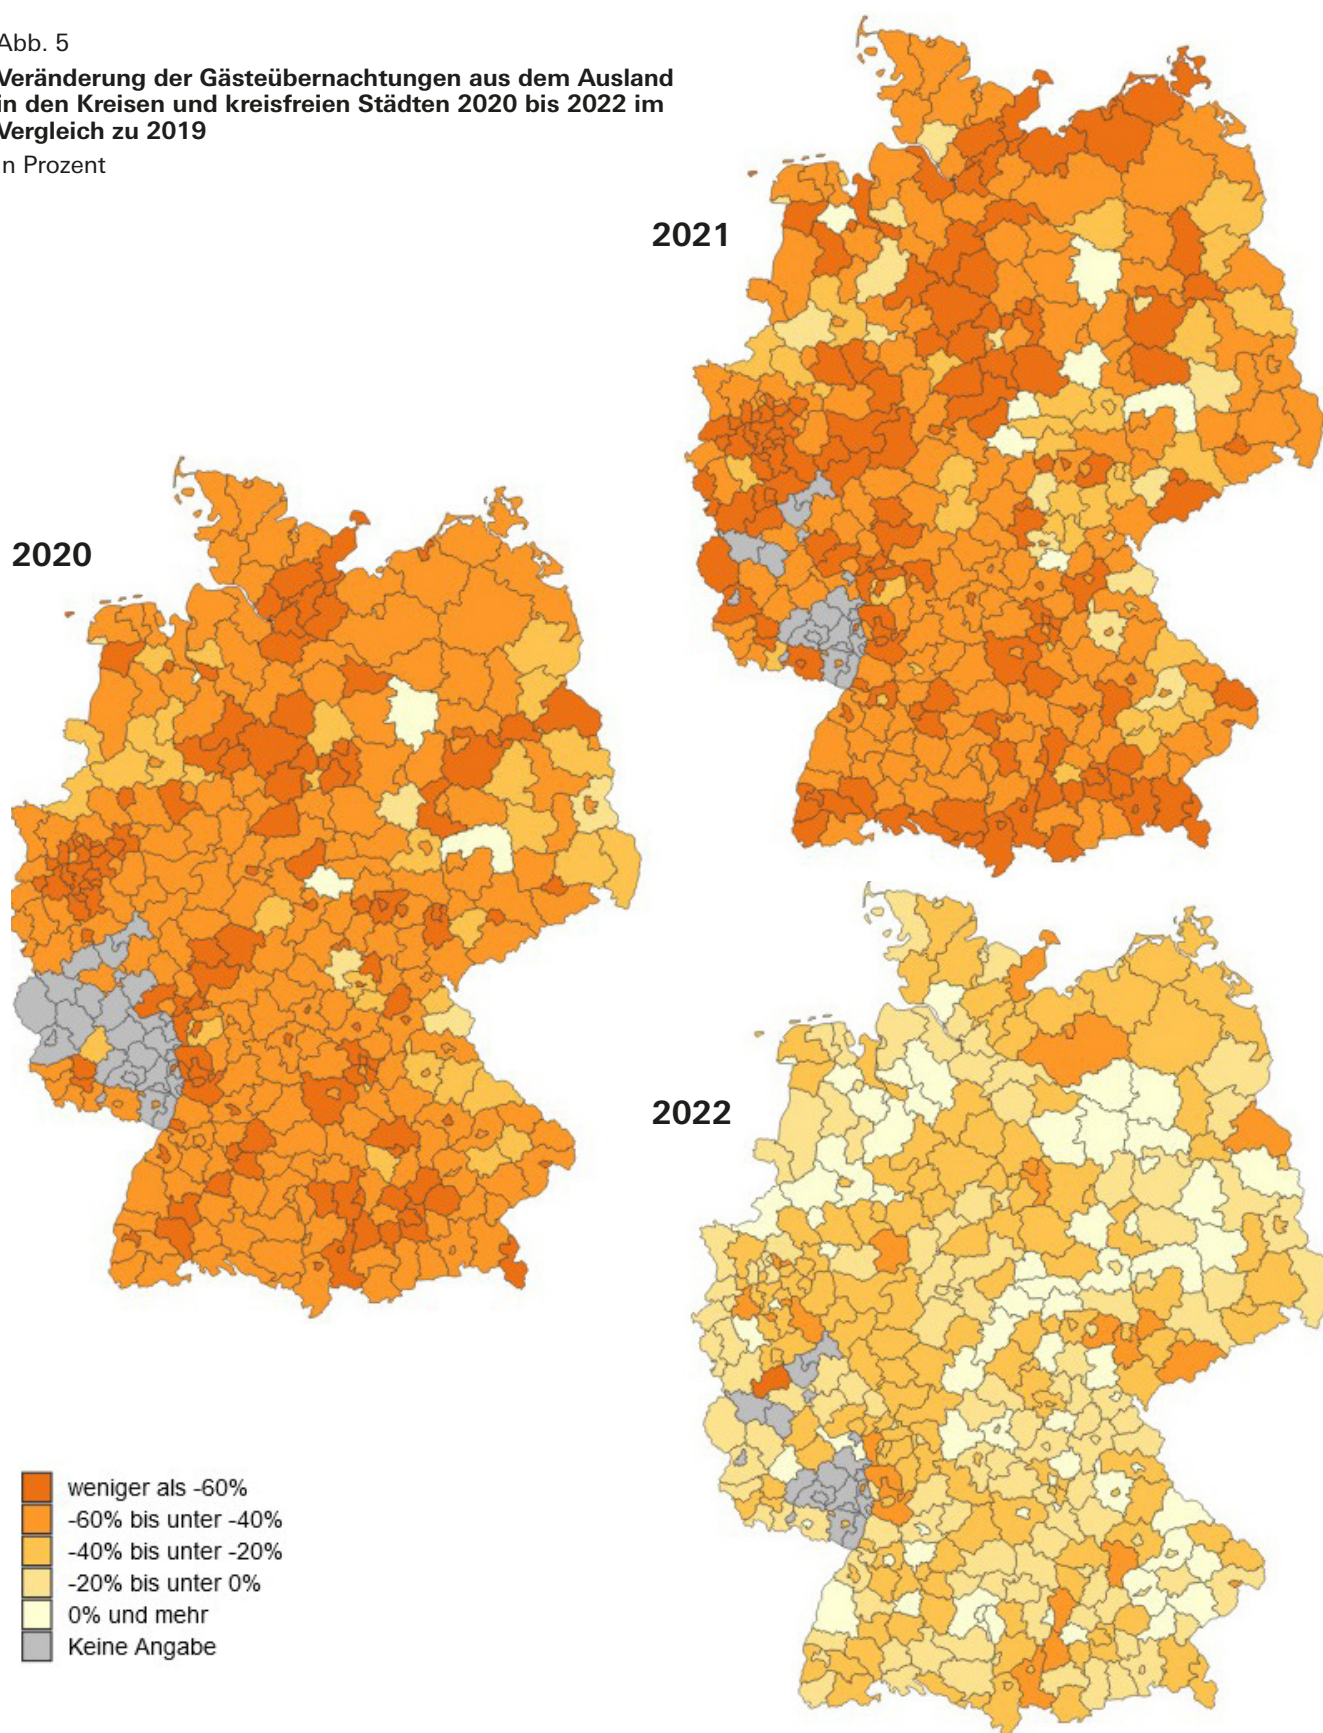 Abb. 5
Veränderung der Gästeübernachtungen aus dem Ausland
in den Kreisen und kreisfreien Städten 2020 bis 2022 im
Vergleich zu 2019
in Prozent
2021
2020
2022
weniger als -60%
-60% bis unter -40%
-40% bis unter -20%
-20% bis unter 0%
0% und mehr
Keine Angabe